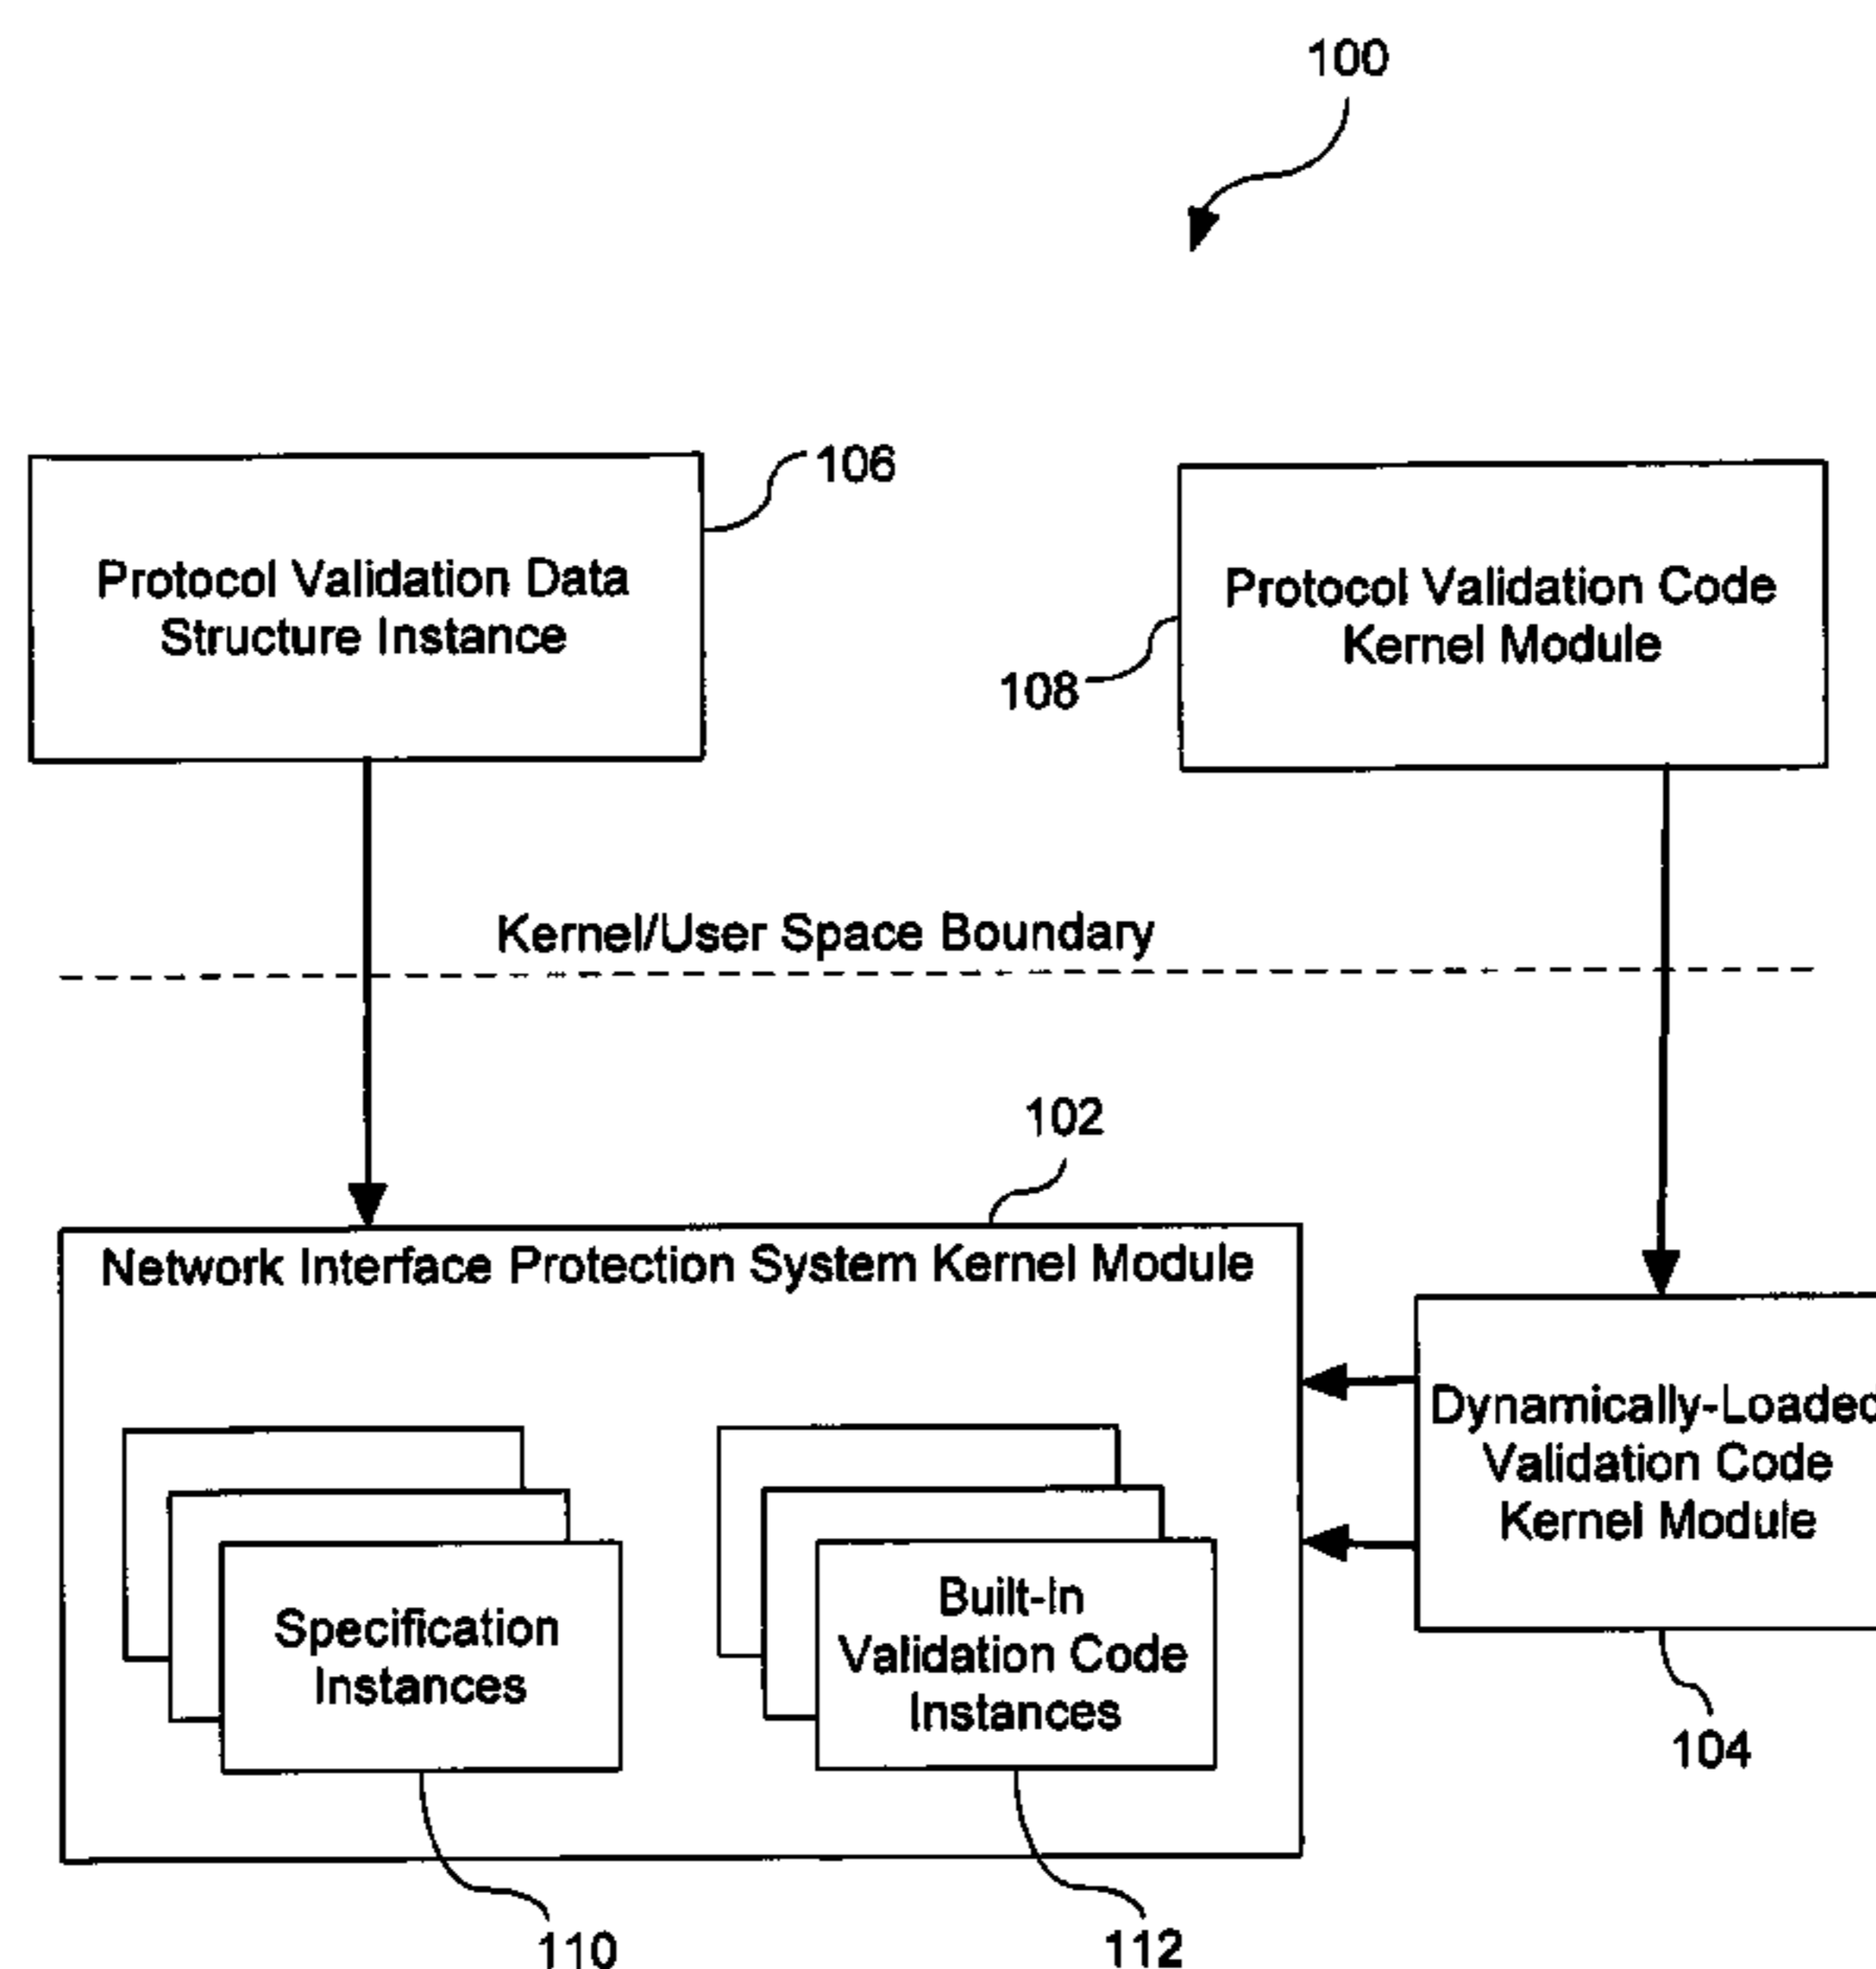 100
106
Protocol Validation Data
Structure Instance
Protocol Validation Code
Kernel Module
108
Kernel/User Space Boundary
102
Network Interface Protection System Kernel Module
Dynamically-Loaded
Validation Code
Kernel Module
Specification
Instances
Built-In
Validation Code
Instances
104
110
112